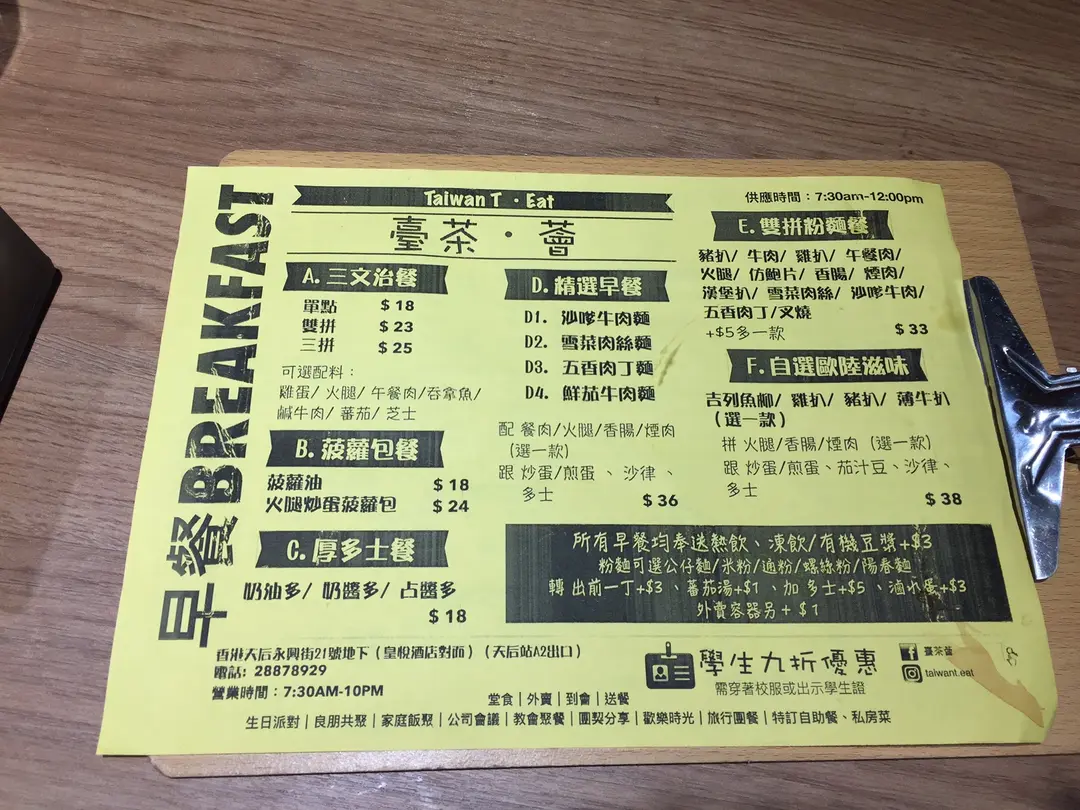 早餐 BREAKFAST
Taiwan T · Eat
臺茶·薈
A. 三文治餐
單點 $18
雙拼 $23
三拼 $25
可選配料：
雞蛋/ 火腿/ 午餐肉/吞拿魚/
鹹牛肉/ 蕃茄/ 芝士
B. 菠蘿包餐
菠蘿油 $18
火腿炒蛋菠蘿包 $24
C. 厚多士餐
奶油多/ 奶醬多/ 占醬多
$18
D. 精選早餐
D1. 沙嗲牛肉麵
D2. 雪菜肉絲麵
D3. 五香肉丁麵
D4. 鮮茄牛肉麵
配 餐肉/火腿/香腸/煙肉
（選一款）
跟 炒蛋/煎蛋、沙律、
多士
$36
供應時間：7:30am-12:00pm
E. 雙拼粉麵餐
豬扒/ 牛肉/ 雞扒/ 午餐肉/
火腿/ 仿鮑片/ 香腸/ 煙肉/
漢堡扒/ 雪菜肉絲/ 沙嗲牛肉/
五香肉丁/叉燒
+$5多一款 $33
F. 自選歐陸滋味
吉列魚柳/ 雞扒/ 豬扒/ 薄牛扒
（選一款）
拼 火腿/香腸/煙肉（選一款）
跟 炒蛋/煎蛋、茄汁豆、沙律、
多士
$38
所有早餐均奉送熱飲、凍飲/有機豆漿+$3
粉麵可選公仔麵/米粉/通粉/螺絲粉/陽春麵
轉 出前一丁+$3、蕃茄湯+$1、加 多士+$5、滷水蛋+$3
外賣容器另+$1
香港天后永興街21號地下（皇悅酒店對面）（天后站A2出口）
電話: 28878929
營業時間：7:30AM-10PM
學生九折優惠
需穿著校服或出示學生證
臺茶薈
taiwant.eat
堂食｜外賣｜到會｜送餐
生日派對｜良朋共聚｜家庭飯聚｜公司會議｜教會聚餐｜團契分享｜歡樂時光｜旅行團餐｜特訂自助餐、私房菜